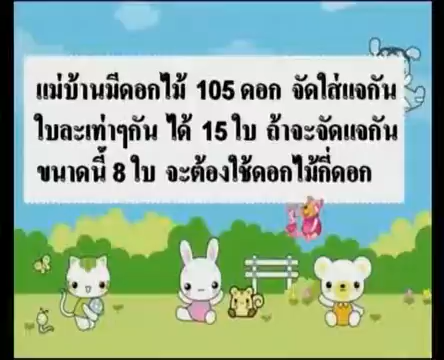 แม่บ้านมีดอกไม้ 105 ดอก จัดใส่แจกัน
ใบละเท่าๆกัน ได้ 15 ใบ ถ้าจะจัดแจกัน
ขนาดนี้ 8 ใบ จะต้องใช้ดอกไม้กี่ดอก